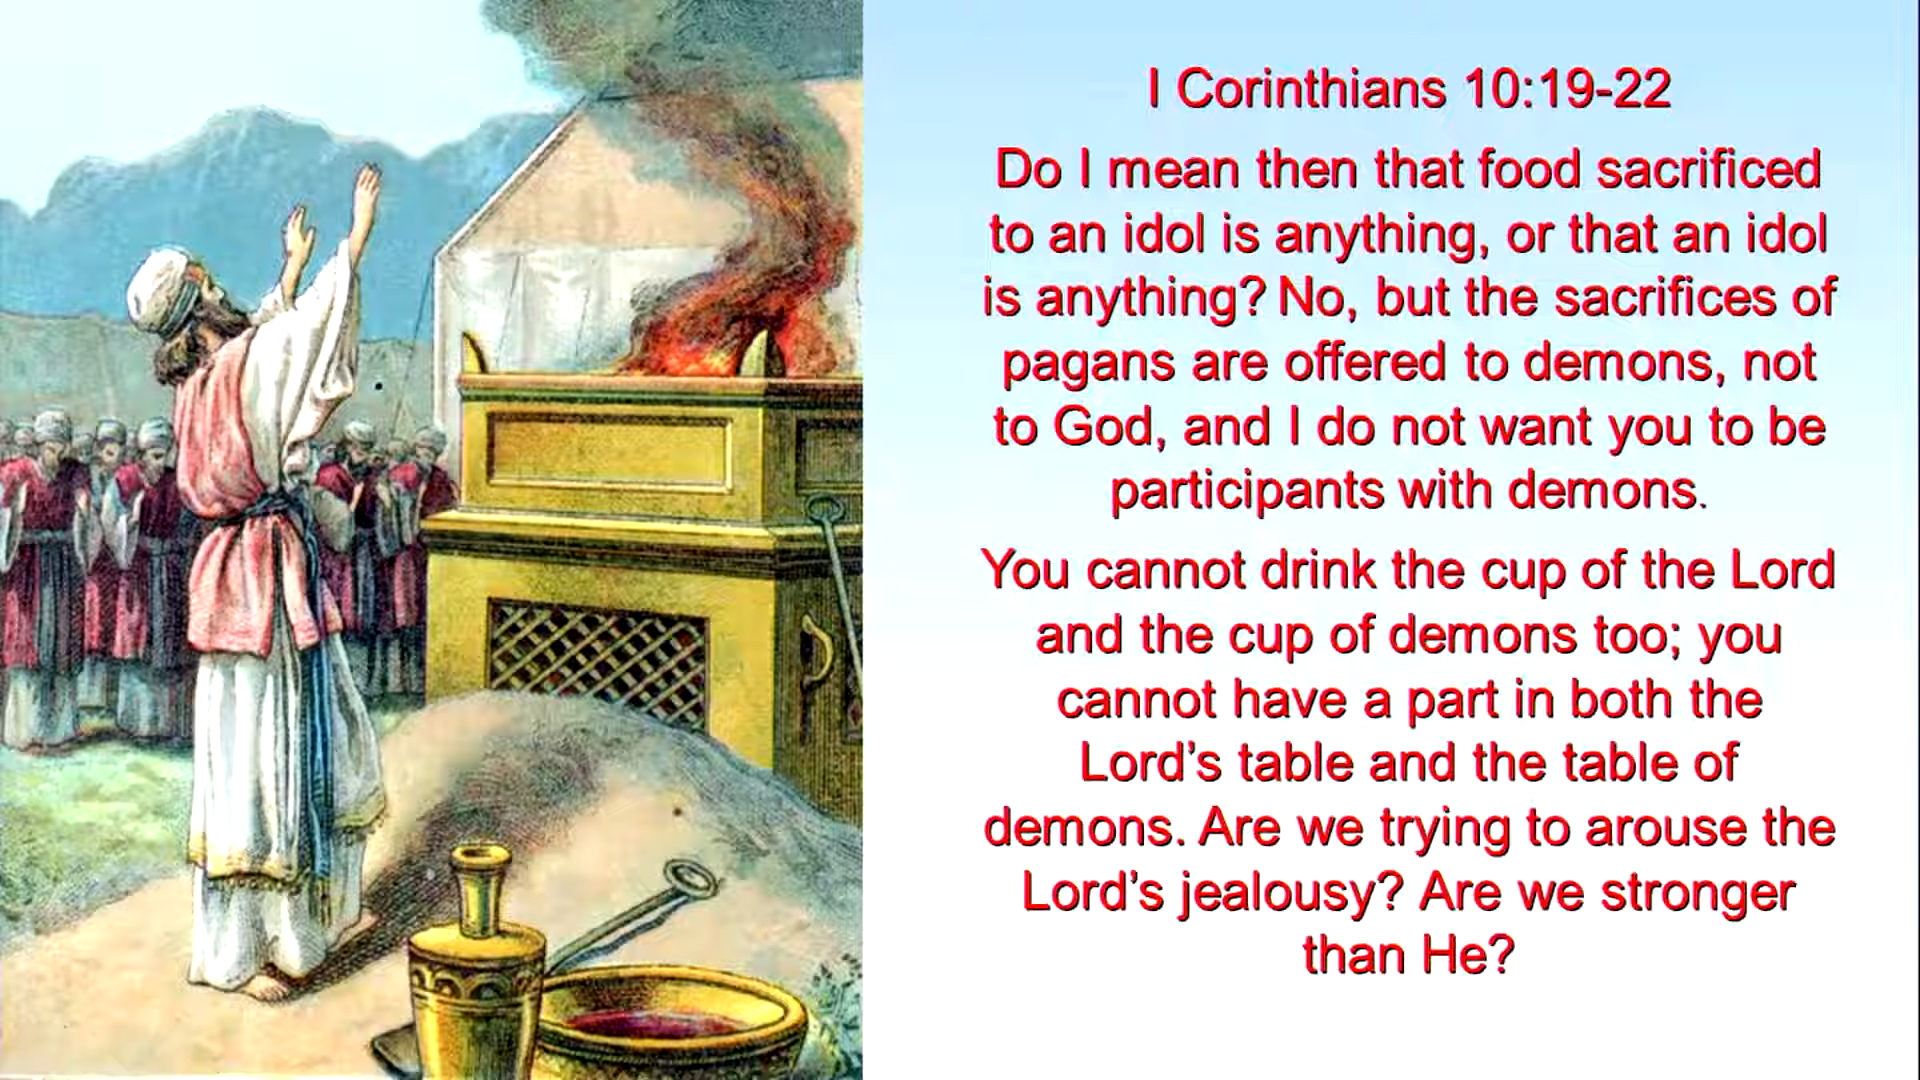 I Corinthians 10:19-22
Do I mean then that food sacrificed
to an idol is anything, or that an idol
is anything? No, but the sacrifices of
pagans are offered to demons, not
to God, and I do not want you to be
participants with demons.
You cannot drink the cup of the Lord
and the cup of demons too; you
cannot have a part in both the
Lord’s table and the table of
demons. Are we trying to arouse the
Lord’s jealousy? Are we stronger
than He?